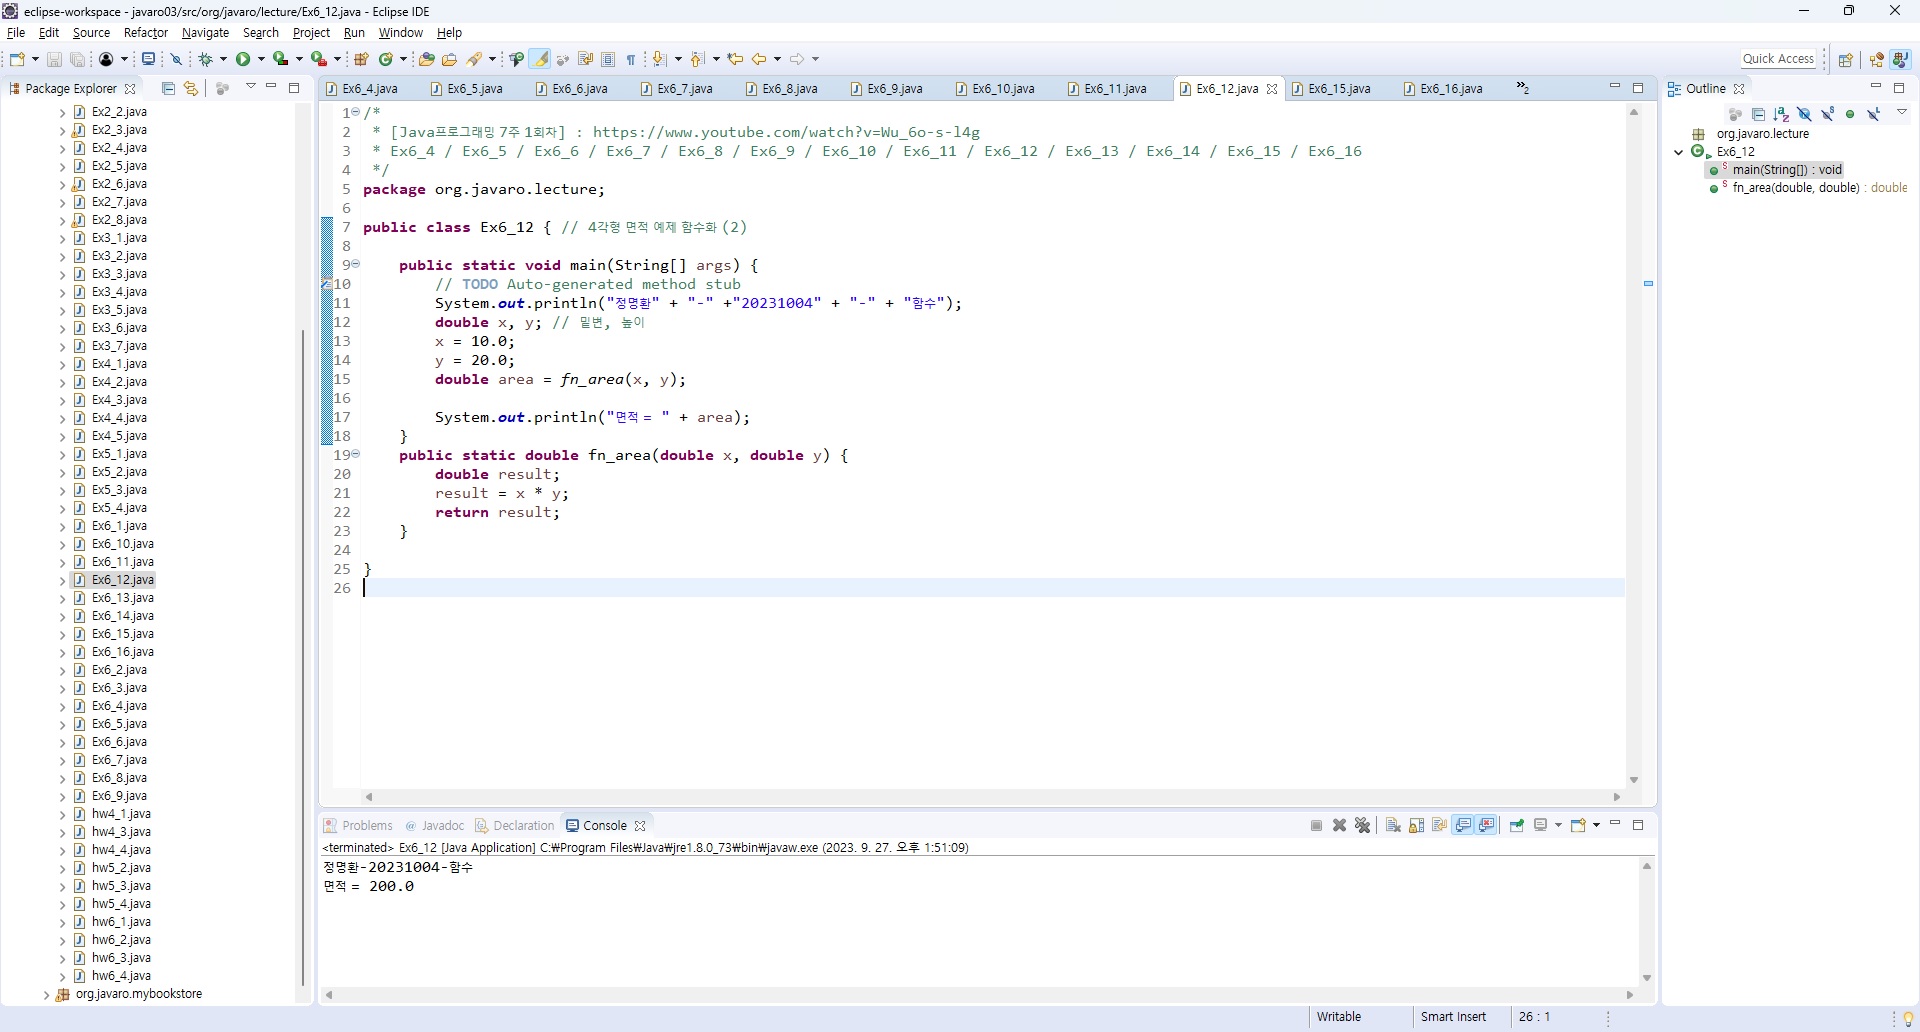 eclipse-workspace - javaro03/src/org/javaro/lecture/Ex6_12.java - Eclipse IDE
File Edit Source Refactor Navigate Search Project Run Window Help
Quick Access
Package Explorer
Ex2_2.java
Ex2_3.java
Ex2_4.java
Ex2_5.java
Ex2_6.java
Ex2_7.java
Ex2_8.java
Ex3_1.java
Ex3_2.java
Ex3_3.java
Ex3_4.java
Ex3_5.java
Ex3_6.java
Ex3_7.java
Ex4_1.java
Ex4_2.java
Ex4_3.java
Ex4_4.java
Ex4_5.java
Ex5_1.java
Ex5_2.java
Ex5_3.java
Ex5_4.java
Ex6_1.java
Ex6_10.java
Ex6_11.java
Ex6_12.java
Ex6_13.java
Ex6_14.java
Ex6_15.java
Ex6_16.java
Ex6_2.java
Ex6_3.java
Ex6_4.java
Ex6_5.java
Ex6_6.java
Ex6_7.java
Ex6_8.java
Ex6_9.java
hw4_1.java
hw4_3.java
hw4_4.java
hw5_2.java
hw5_3.java
hw5_4.java
hw6_1.java
hw6_2.java
hw6_3.java
hw6_4.java
org.javaro.mybookstore
Ex6_4.java Ex6_5.java Ex6_6.java Ex6_7.java Ex6_8.java Ex6_9.java Ex6_10.java Ex6_11.java Ex6_12.java Ex6_15.java Ex6_16.java »2
1 /*
2 * [Java프로그래밍 7주 1회차] : https://www.youtube.com/watch?v=Wu_6o-s-l4g
3 * Ex6_4 / Ex6_5 / Ex6_6 / Ex6_7 / Ex6_8 / Ex6_9 / Ex6_10 / Ex6_11 / Ex6_12 / Ex6_13 / Ex6_14 / Ex6_15 / Ex6_16
4 */
5 package org.javaro.lecture;
6
7 public class Ex6_12 { // 4각형 면적 예제 함수화 (2)
8
9 public static void main(String[] args) {
10 // TODO Auto-generated method stub
11 System.out.println("정명환" + "-" +"20231004" + "-" + "함수");
12 double x, y; // 밑변, 높이
13 x = 10.0;
14 y = 20.0;
15 double area = fn_area(x, y);
16
17 System.out.println("면적 = " + area);
18 }
19 public static double fn_area(double x, double y) {
20 double result;
21 result = x * y;
22 return result;
23 }
24
25 }
26
Outline
org.javaro.lecture
Ex6_12
main(String[]) : void
fn_area(double, double) : double
Problems @ Javadoc Declaration Console
<terminated> Ex6_12 [Java Application] C:₩Program Files₩Java₩jre1.8.0_73₩bin₩javaw.exe (2023. 9. 27. 오후 1:51:09)
정명환-20231004-함수
면적 = 200.0
Writable Smart Insert 26 : 1